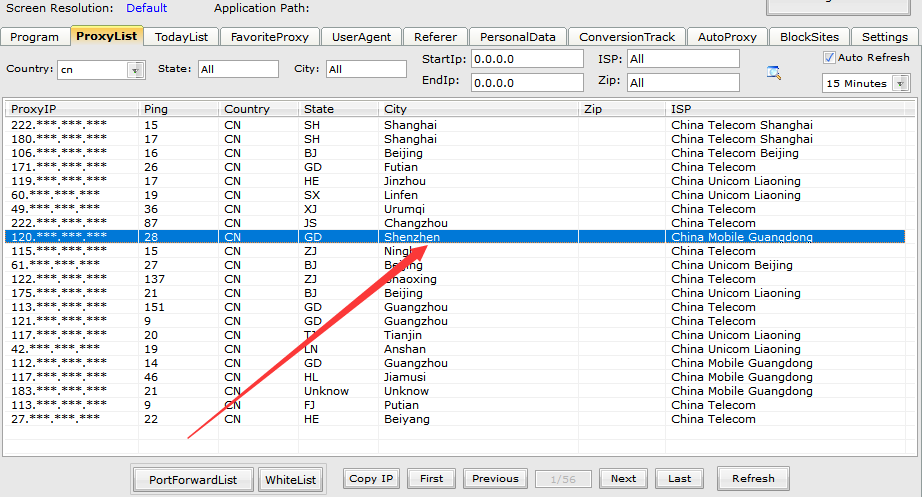 Screen Resolution: Default Application Path:
Program ProxyList TodayList FavoriteProxy UserAgent Referer PersonalData ConversionTrack AutoProxy BlockSites Settings
Country: cn State: All City: All StartIp: 0.0.0.0 ISP: All Auto Refresh
EndIp: 0.0.0.0 Zip: All 15 Minutes
ProxyIP Ping Country State City Zip ISP
222.***.***.*** 15 CN SH Shanghai China Telecom Shanghai
180.***.***.*** 17 CN SH Shanghai China Telecom Shanghai
106.***.***.*** 16 CN BJ Beijing China Telecom Beijing
171.***.***.*** 26 CN GD Futian China Telecom
119.***.***.*** 17 CN HE Jinzhou China Unicom Liaoning
60.***.***.*** 19 CN SX Linfen China Unicom Liaoning
49.***.***.*** 36 CN XJ Urumqi China Telecom
222.***.***.*** 87 CN JS Changzhou China Telecom
120.***.***.*** 28 CN GD Shenzhen China Mobile Guangdong
115.***.***.*** 15 CN ZJ China Telecom
61.***.***.*** 27 CN BJ Beijing China Unicom Beijing
122.***.***.*** 137 CN ZJ Shaoxing China Telecom
175.***.***.*** 21 CN BJ Beijing China Unicom Liaoning
113.***.***.*** 151 CN GD Guangzhou China Telecom
121.***.***.*** 9 CN GD Guangzhou China Telecom
117.***.***.*** 20 CN TJ Tianjin China Unicom Liaoning
42.***.***.*** 19 CN LN Anshan China Unicom Liaoning
112.***.***.*** 14 CN GD Guangzhou China Mobile Guangdong
117.***.***.*** 46 CN HL Jiamusi China Mobile Guangdong
183.***.***.*** 21 CN Unknow Unknow China Mobile Guangdong
113.***.***.*** 9 CN FJ Putian China Telecom
27.***.***.*** 22 CN HE Beiyang China Telecom
PortForwardList WhiteList Copy IP First Previous 1/56 Next Last Refresh